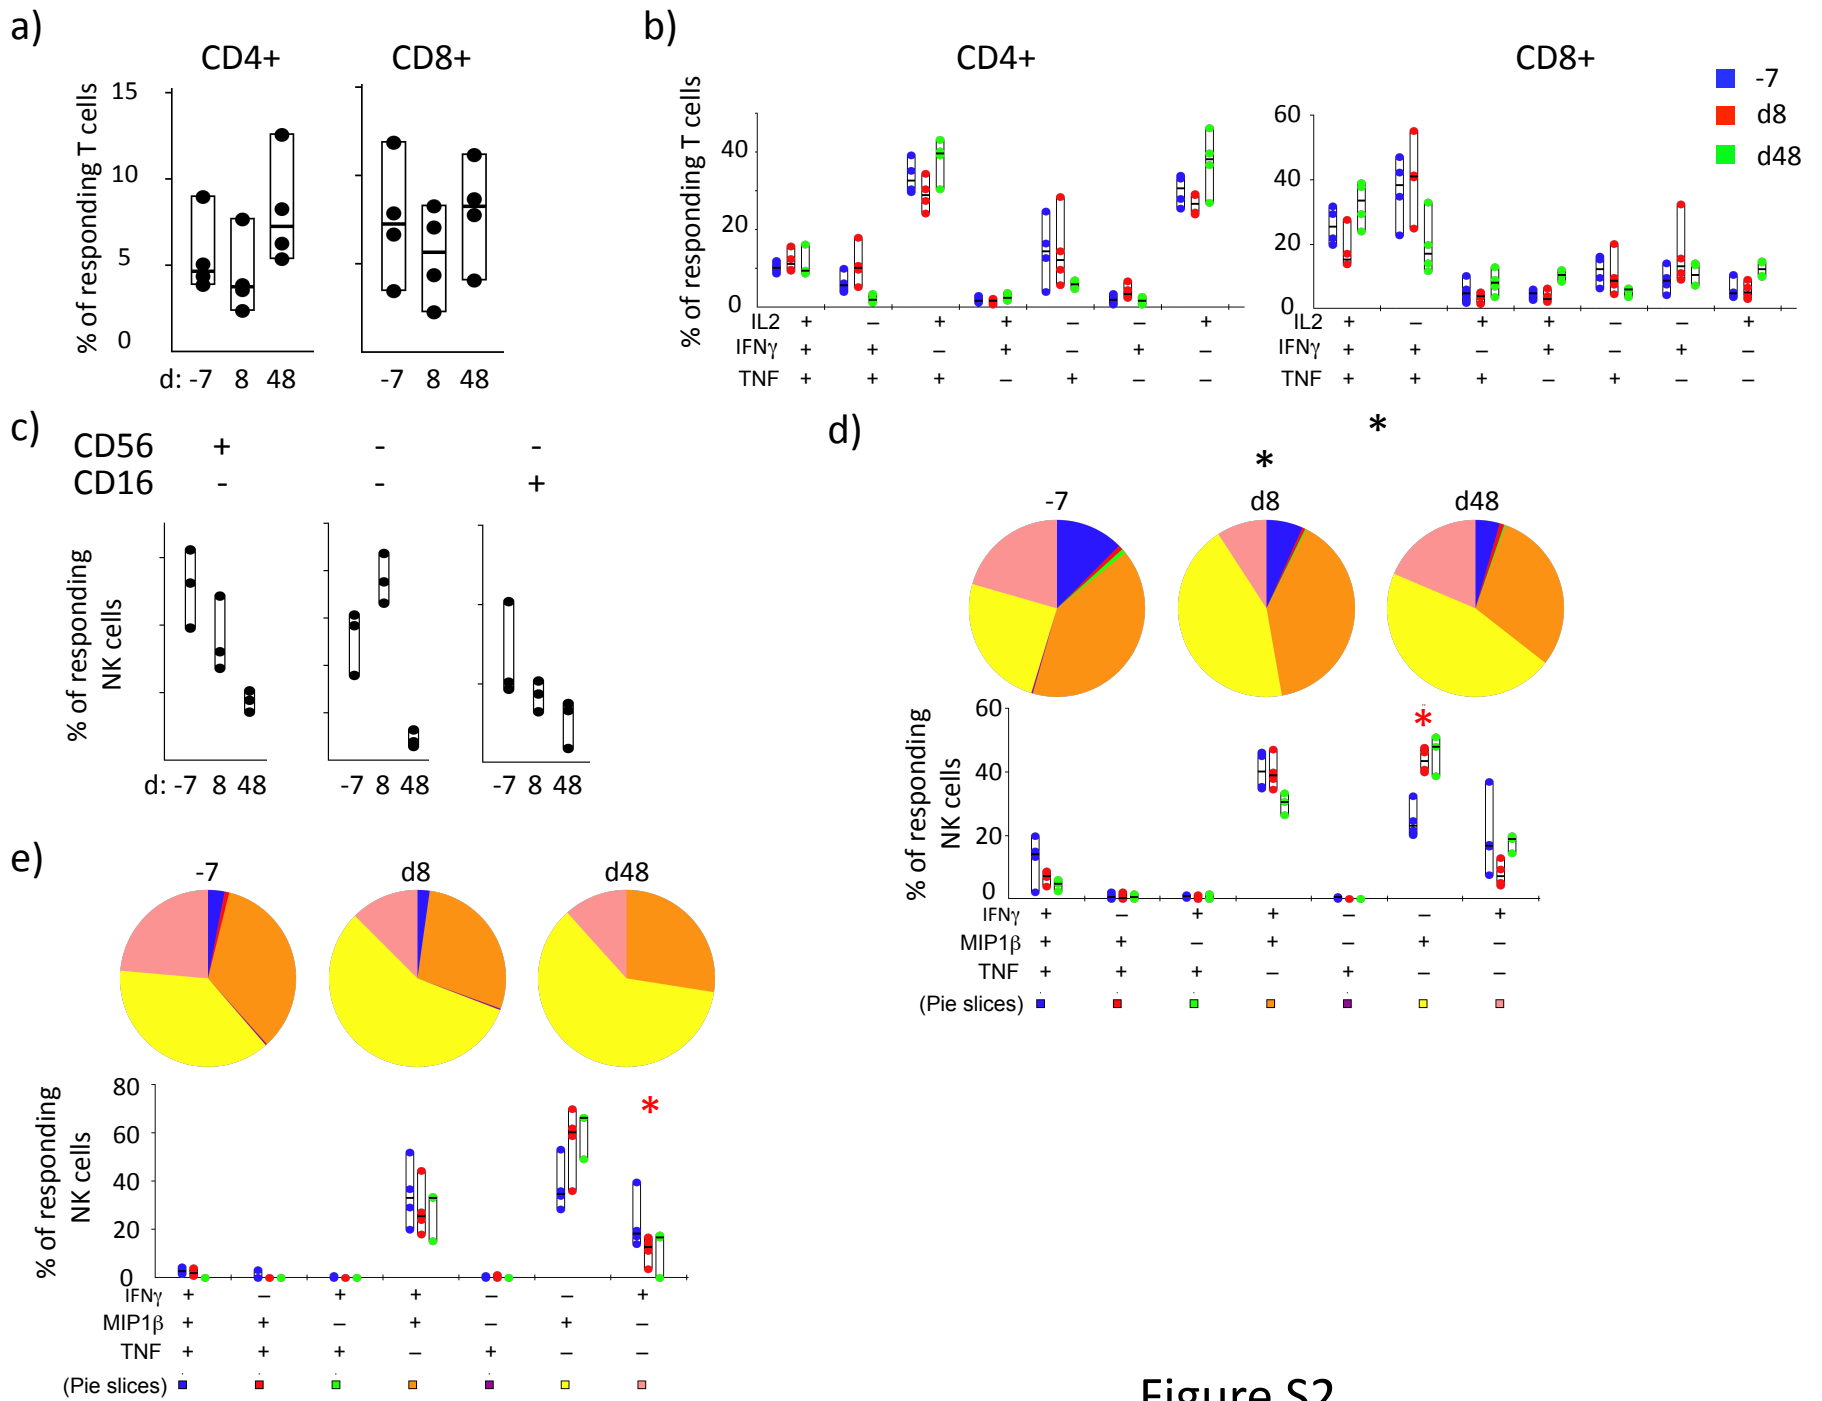 a)
CD4+
CD8+
% of responding T cells
15
10
5
0
d: -7 8 48
-7 8 48
b)
CD4+
CD8+
-7
d8
d48
% of responding T cells
40
20
0
60
40
20
0
IL2 + – + + – – +
IFNγ + + – + – + –
TNF + + + – + – –
IL2 + – – + – – +
IFNγ + + – + – + –
TNF + + + – + – –
c)
CD56 + - -
CD16 - - +
% of responding
NK cells
d: -7 8 48
-7 8 48
-7 8 48
d)
*
*
-7
d8
d48
% of responding
NK cells
60
40
20
0
*
IFNγ + – + + – – +
MIP1β + + – + – + –
TNF + + + – + – –
(Pie slices)
e)
-7
d8
d48
% of responding
NK cells
80
60
40
20
0
*
IFNγ + – + + – – +
MIP1β + + – + – + –
TNF + + + – + – –
(Pie slices)
Figure S2